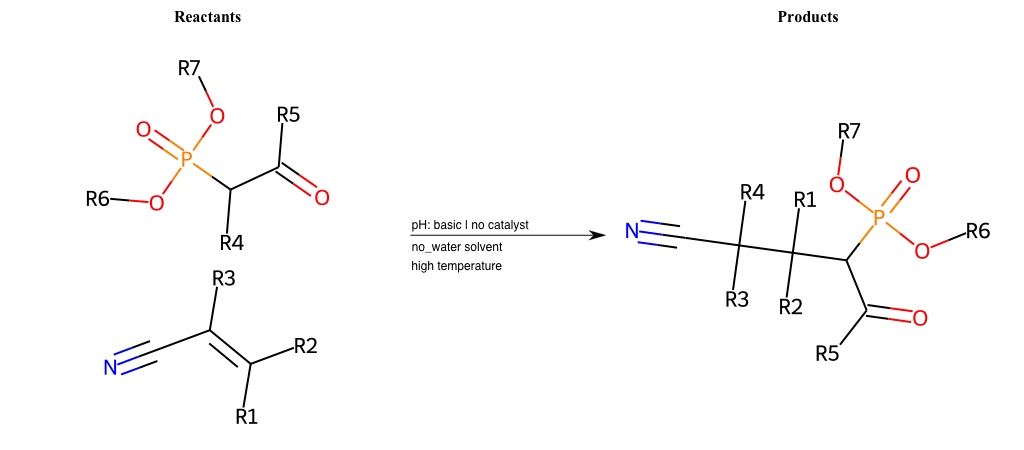 Reactants
Products
R7
O
R5
O
P
R6
O
O
R4
R3
N
R2
R1
pH: basic | no catalyst
no_water solvent
high temperature
R7
R4
R1
O
O
P
N
R6
O
R3
R2
O
R5